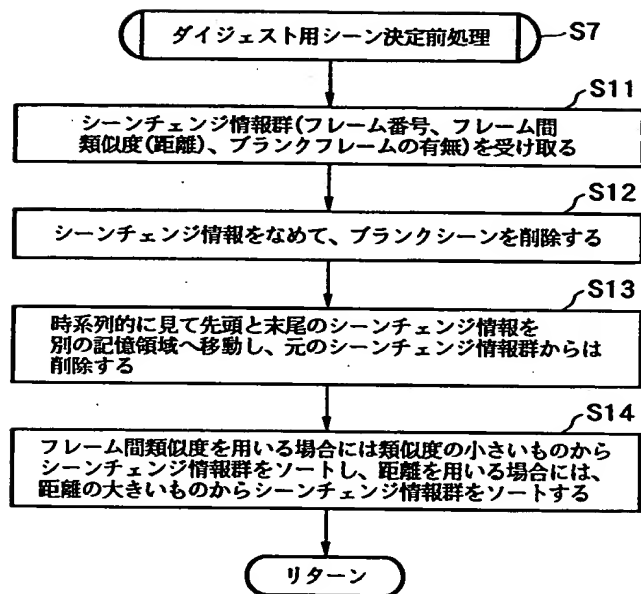 ダイジェスト用シーン決定前処理
S7
S11
シーンチェンジ情報群(フレーム番号、フレーム間
類似度(距離)、ブランクフレームの有無)を受け取る
S12
シーンチェンジ情報をなめて、ブランクシーンを削除する
S13
時系列的に見て先頭と末尾のシーンチェンジ情報を
別の記憶領域へ移動し、元のシーンチェンジ情報群からは
削除する
S14
フレーム間類似度を用いる場合には類似度の小さいものから
シーンチェンジ情報群をソートし、距離を用いる場合には、
距離の大きいものからシーンチェンジ情報群をソートする
リターン